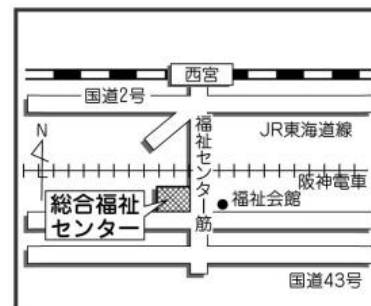 西宮
国道2号
N
JR東海道線
福祉センター筋
阪神電車
総合福祉
センター
福祉会館
国道43号